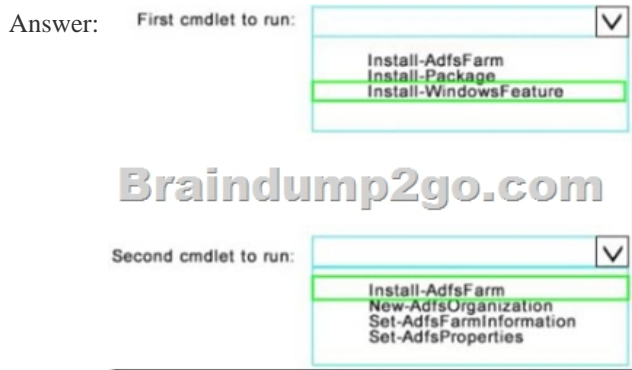 Answer:
First cmdlet to run:
Install-AdfsFarm
Install-Package
Install-WindowsFeature
Braindump2go.com
Second cmdlet to run:
Install-AdfsFarm
New-AdfsOrganization
Set-AdfsFarmInformation
Set-AdfsProperties